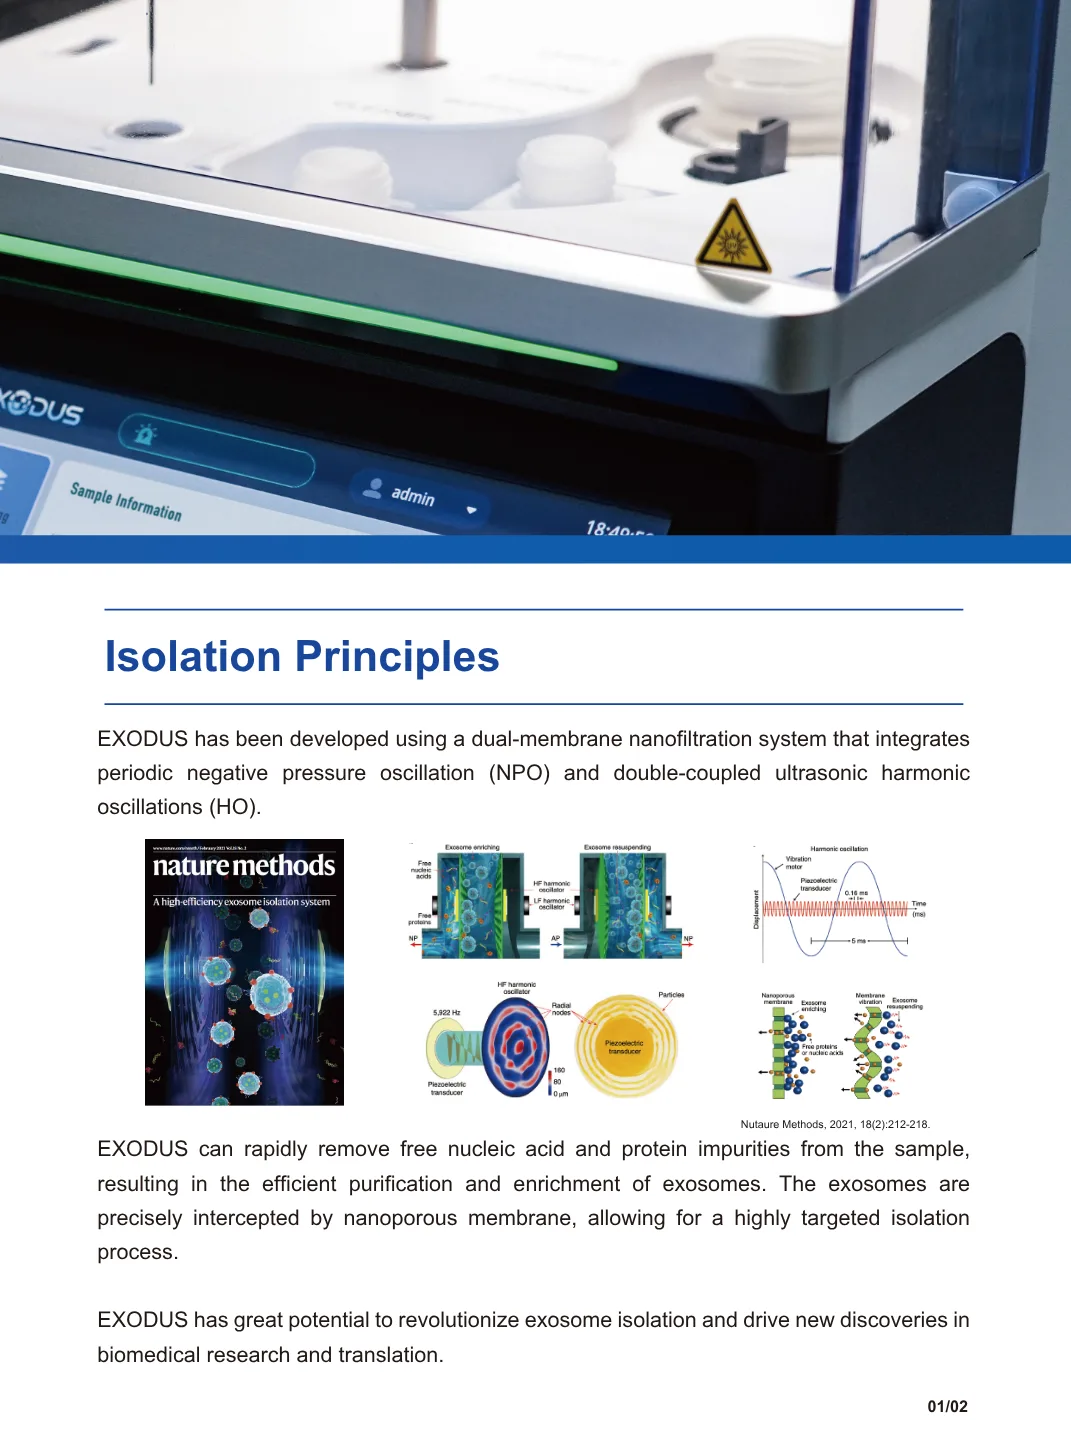 UV
XODUS
admin
Sample Information
18:49:5
Isolation Principles
EXODUS has been developed using a dual-membrane nanofiltration system that integrates
periodic negative pressure oscillation (NPO) and double-coupled ultrasonic harmonic
oscillations (HO).
nature methods
A high-efficiency exosome isolation system
Exosome enriching
Exosome resuspending
Free
nucleic
acids
HF harmonic
oscillator
LF harmonic
oscillator
Free
proteins
NP
AP
NP
HF harmonic
oscillator
5,922 Hz
Radial
nodes
Particles
Piezoelectric
transducer
Piezoelectric
transducer
160
80
0 μm
Harmonic oscillation
Vibration
motor
Piezoelectric
transducer
0.16 ms
Displacement
Time
(ms)
5 ms
Nanoporous
membrane
Exosome
enriching
Free proteins
or nucleic acids
Membrane
vibration
Exosome
resuspending
Nutaure Methods, 2021, 18(2):212-218.
EXODUS can rapidly remove free nucleic acid and protein impurities from the sample,
resulting in the efficient purification and enrichment of exosomes. The exosomes are
precisely intercepted by nanoporous membrane, allowing for a highly targeted isolation
process.
EXODUS has great potential to revolutionize exosome isolation and drive new discoveries in
biomedical research and translation.
01/02